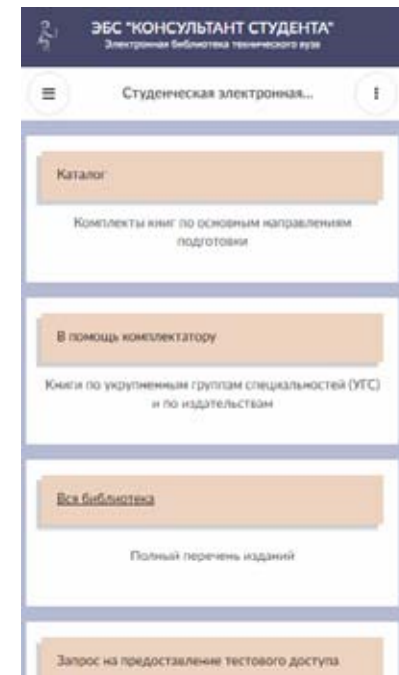 ЭБС "КОНСУЛЬТАНТ СТУДЕНТА"
Электронная библиотека технического вуза
Студенческая электронная...
Каталог
Комплекты книг по основным направлениям
подготовки
В помощь комплектатору
Книги по укрупненным группам специальностей (УГС)
и по издательствам
Вся библиотека
Полный перечень изданий
Запрос на предоставление тестового доступа